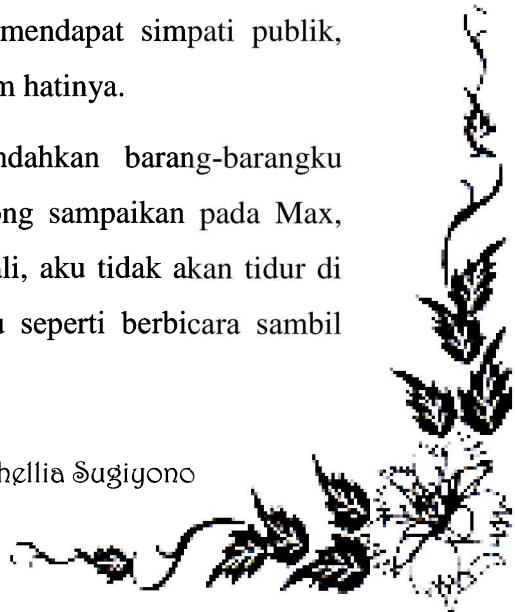 mendapat simpati publik,
m hatinya.
ndahkan barang-barangku
ong sampaikan pada Max,
ali, aku tidak akan tidur di
u seperti berbicara sambil
hellia Sugiyono